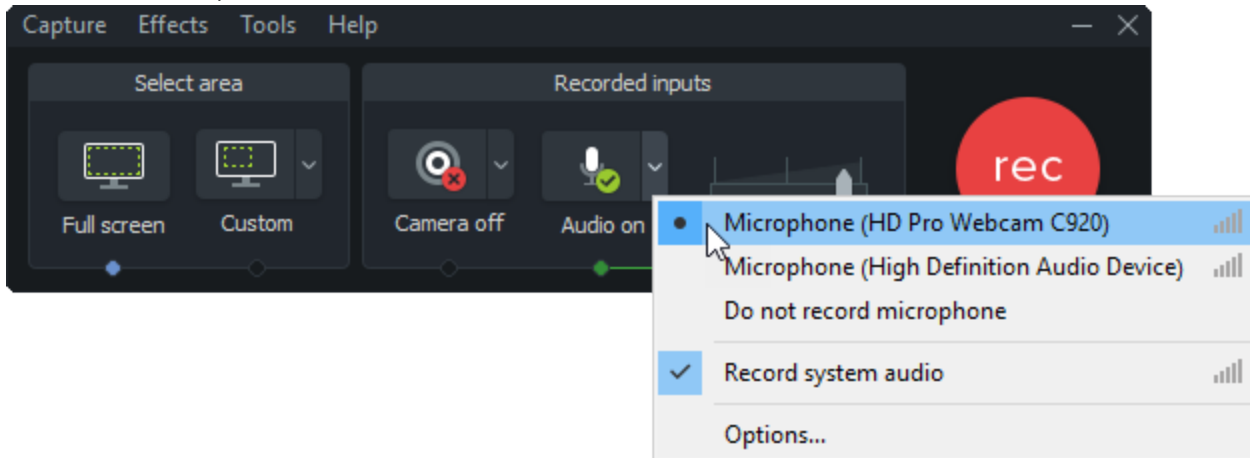 Capture Effects Tools Help
Select area
Recorded inputs
Full screen
Custom
Camera off
Audio on
rec
Microphone (HD Pro Webcam C920)
Microphone (High Definition Audio Device)
Do not record microphone
Record system audio
Options...